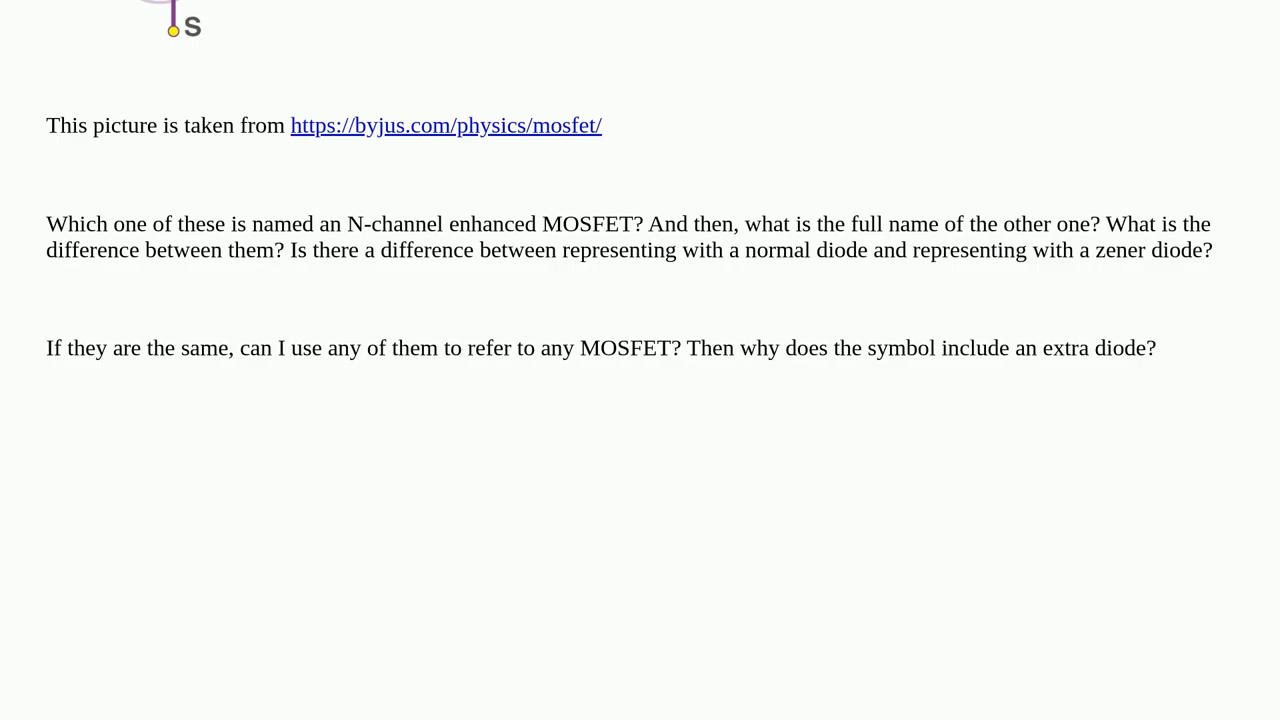 S
This picture is taken from https://byjus.com/physics/mosfet/
Which one of these is named an N-channel enhanced MOSFET? And then, what is the full name of the other one? What is the
difference between them? Is there a difference between representing with a normal diode and representing with a zener diode?
If they are the same, can I use any of them to refer to any MOSFET? Then why does the symbol include an extra diode?